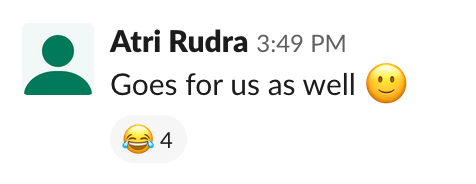 Atri Rudra 3:49 PM
Goes for us as well 🙂
😂 4